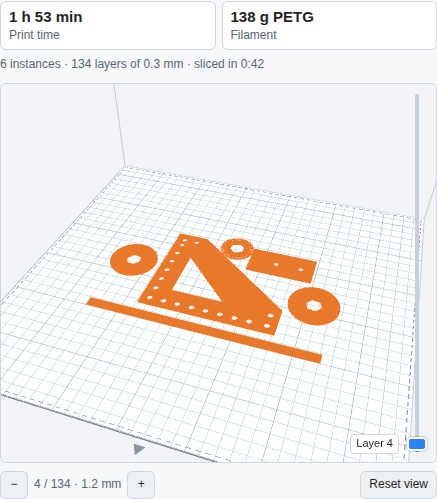 1 h 53 min
Print time
138 g PETG
Filament
6 instances · 134 layers of 0.3 mm · sliced in 0:42
Layer 4
− 4 / 134 · 1.2 mm + Reset view